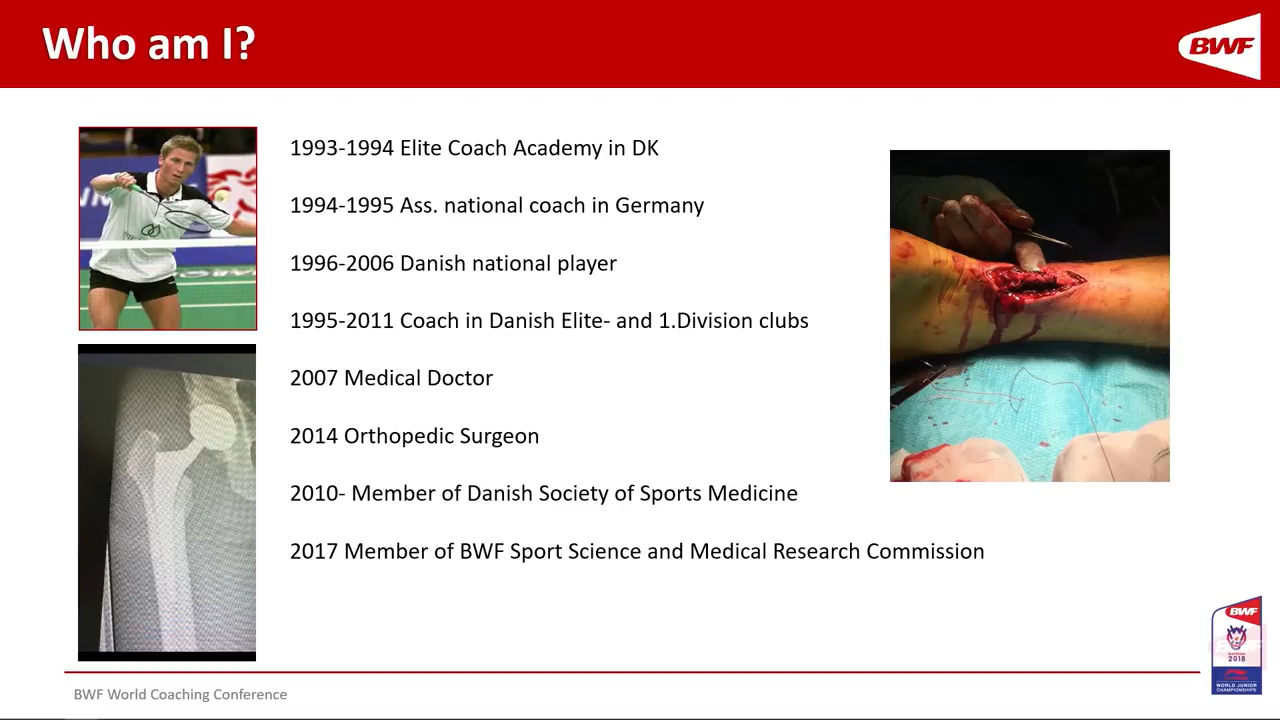 Who am I?
BWF
1993-1994 Elite Coach Academy in DK
1994-1995 Ass. national coach in Germany
1996-2006 Danish national player
1995-2011 Coach in Danish Elite- and 1.Division clubs
2007 Medical Doctor
2014 Orthopedic Surgeon
2010- Member of Danish Society of Sports Medicine
2017 Member of BWF Sport Science and Medical Research Commission
BWF World Coaching Conference
BWF
2018
WORLD JUNIOR
CHAMPIONSHIPS